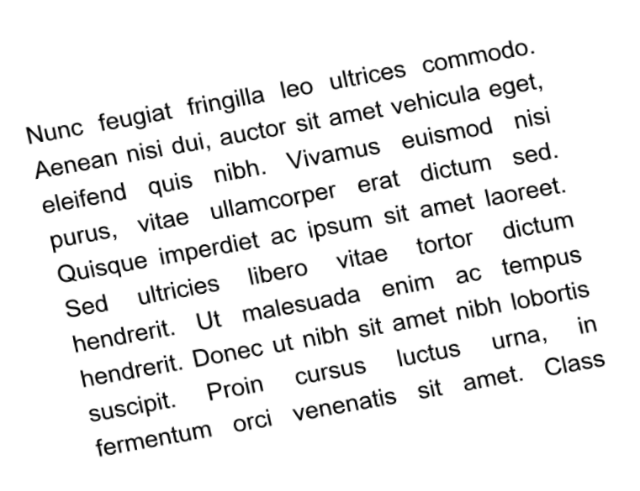 Nunc feugiat fringilla leo ultrices commodo.
Aenean nisi dui, auctor sit amet vehicula eget,
eleifend quis nibh. Vivamus euismod nisi
purus, vitae ullamcorper erat dictum sed.
Quisque imperdiet ac ipsum sit amet laoreet.
Sed ultricies libero vitae tortor dictum
hendrerit. Ut malesuada enim ac tempus
hendrerit. Donec ut nibh sit amet nibh lobortis
suscipit. Proin cursus luctus urna, in
fermentum orci venenatis sit amet. Class